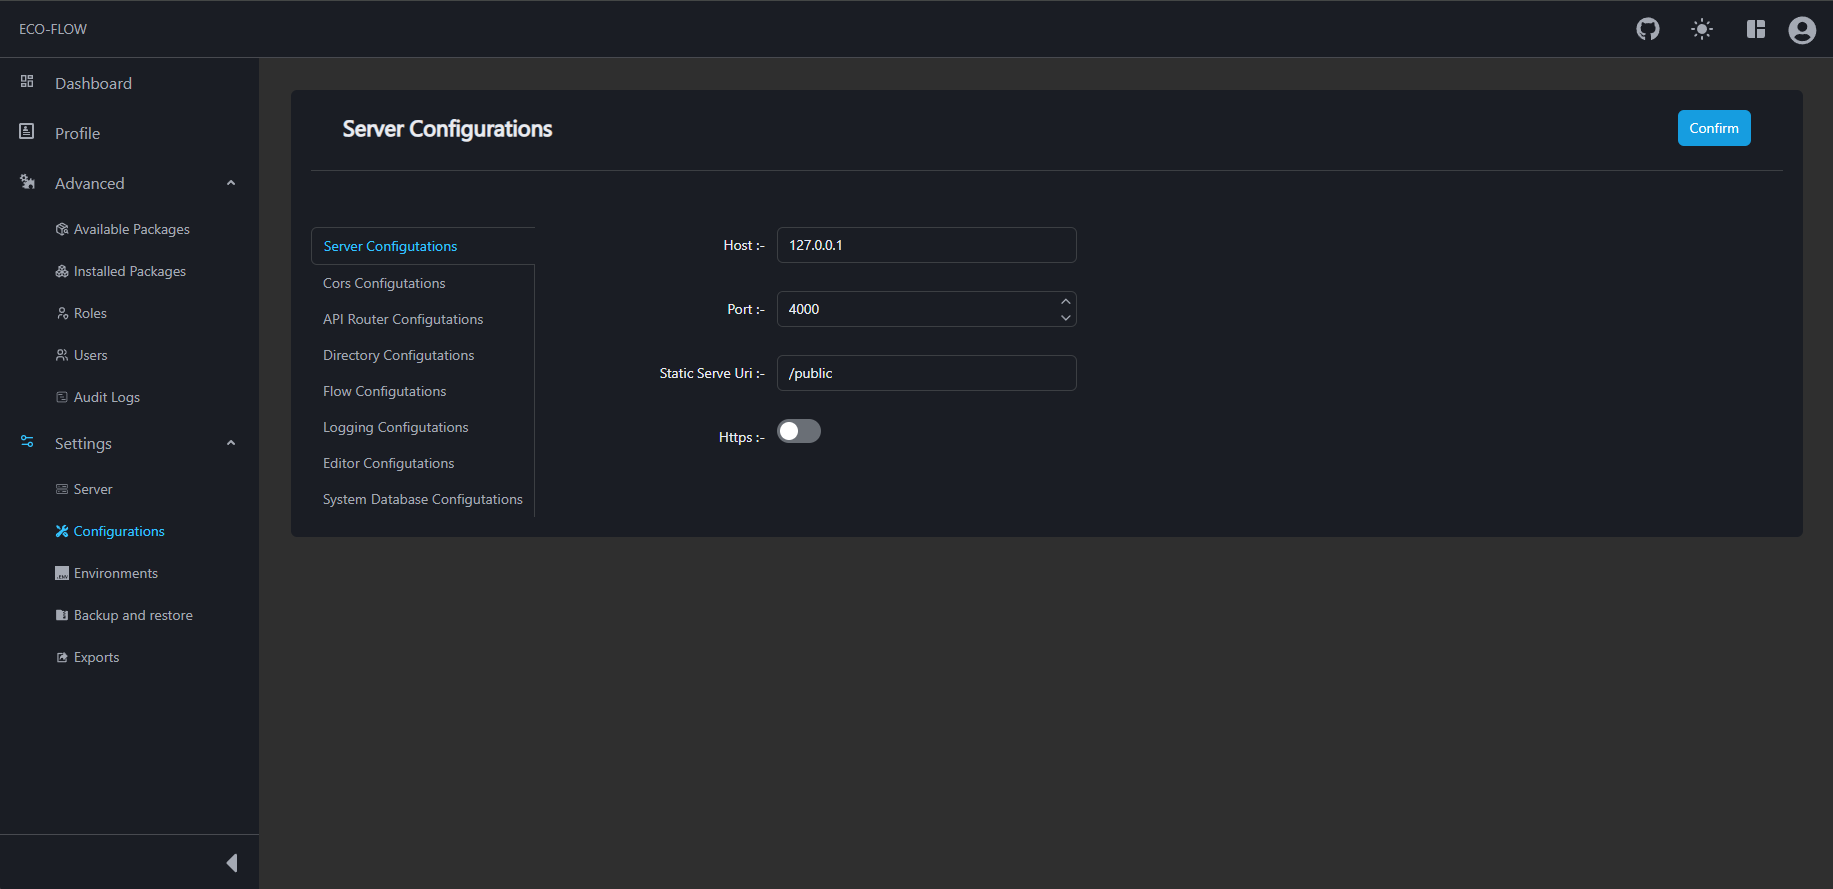 ECO-FLOW
Dashboard
Profile
Advanced
Available Packages
Installed Packages
Roles
Users
Audit Logs
Settings
Server
Configurations
Environments
Backup and restore
Exports
Server Configurations
Confirm
Server Configutations
Cors Configutations
API Router Configutations
Directory Configutations
Flow Configutations
Logging Configutations
Editor Configutations
System Database Configutations
Host :- 127.0.0.1
Port :- 4000
Static Serve Uri :- /public
Https :-